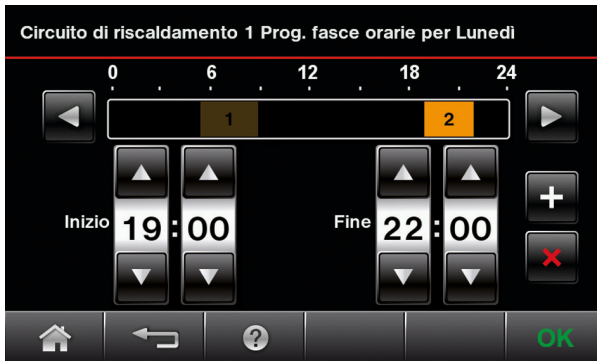 Circuito di riscaldamento 1 Prog. fasce orarie per Lunedì
0 6 12 18 24
1 2
Inizio 19 : 00 Fine 22 : 00
OK